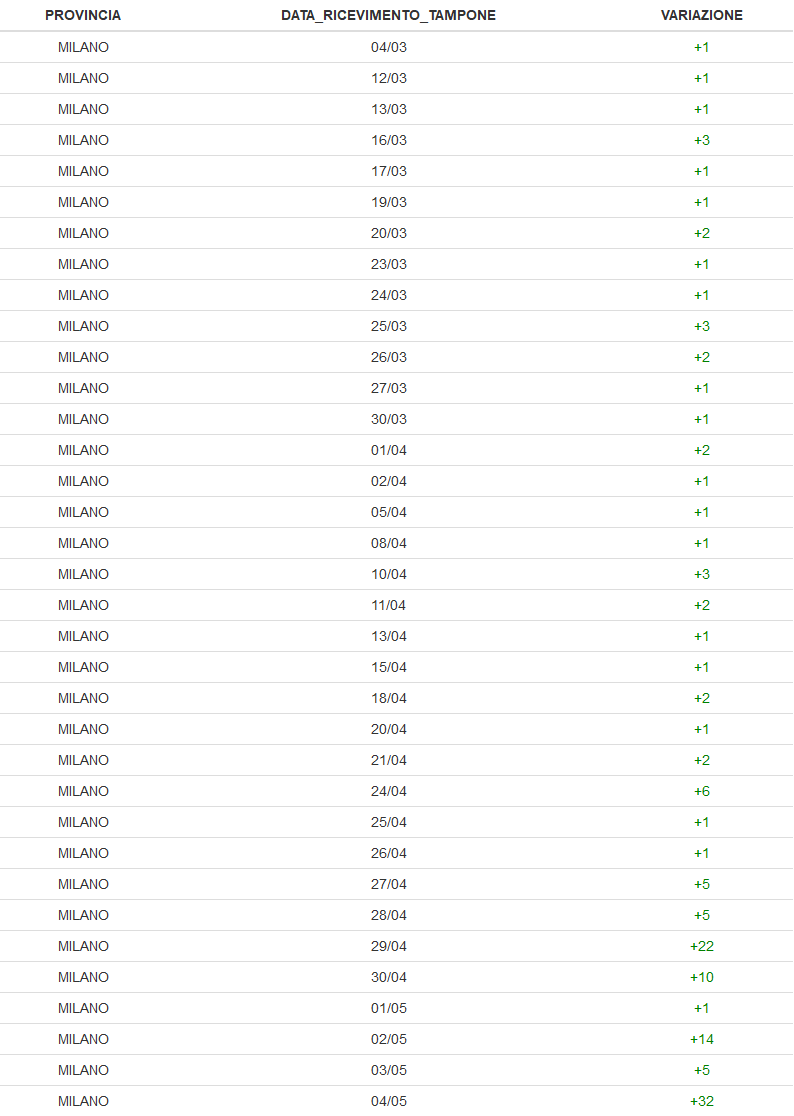 PROVINCIA DATA_RICEVIMENTO_TAMPONE VARIAZIONE
MILANO 04/03 +1
MILANO 12/03 +1
MILANO 13/03 +1
MILANO 16/03 +3
MILANO 17/03 +1
MILANO 19/03 +1
MILANO 20/03 +2
MILANO 23/03 +1
MILANO 24/03 +1
MILANO 25/03 +3
MILANO 26/03 +2
MILANO 27/03 +1
MILANO 30/03 +1
MILANO 01/04 +2
MILANO 02/04 +1
MILANO 05/04 +1
MILANO 08/04 +1
MILANO 10/04 +3
MILANO 11/04 +2
MILANO 13/04 +1
MILANO 15/04 +1
MILANO 18/04 +2
MILANO 20/04 +1
MILANO 21/04 +2
MILANO 24/04 +6
MILANO 25/04 +1
MILANO 26/04 +1
MILANO 27/04 +5
MILANO 28/04 +5
MILANO 29/04 +22
MILANO 30/04 +10
MILANO 01/05 +1
MILANO 02/05 +14
MILANO 03/05 +5
MILANO 04/05 +32